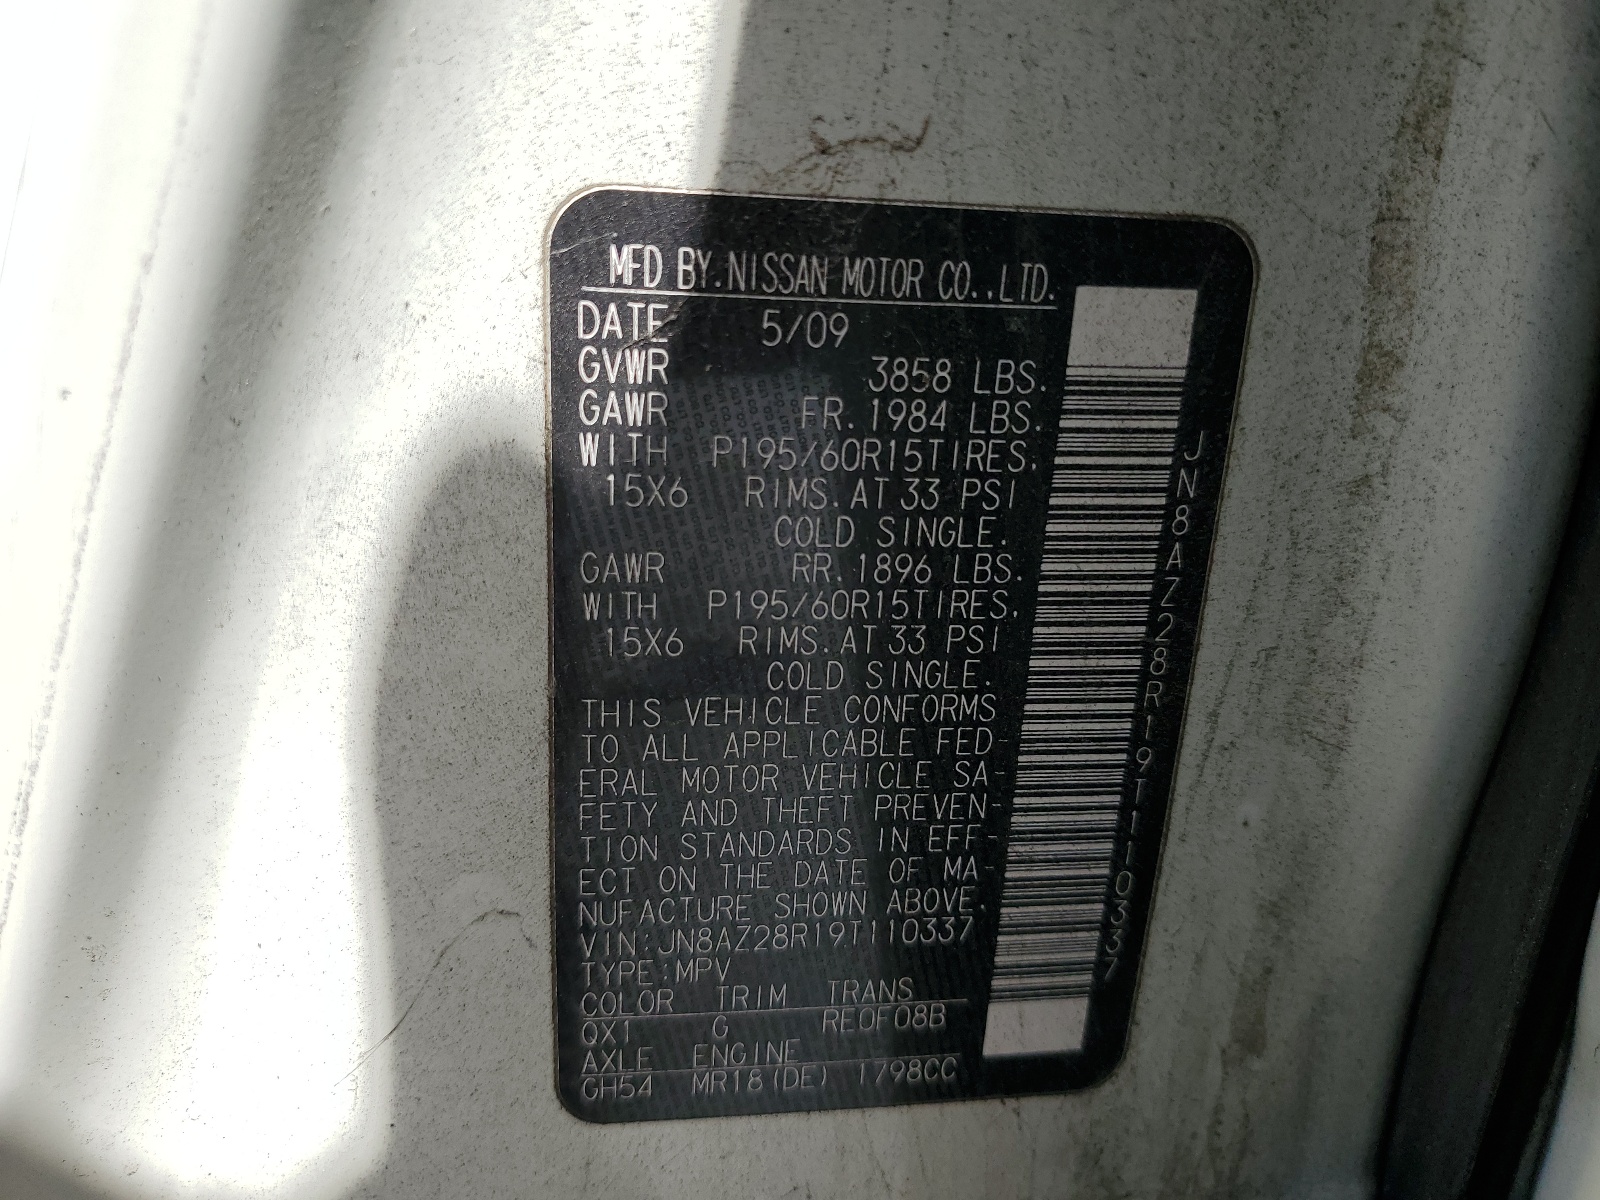 MFD BY.NISSAN MOTOR CO.,LTD.
DATE 5/09
GVWR 3858 LBS.
GAWR FR. 1984 LBS.
WITH P195/60R15TIRES.
15X6 RIMS. AT 33 PSI
COLD SINGLE.
GAWR RR. 1896 LBS.
WITH P195/60R15TIRES.
15X6 RIMS. AT 33 PSI
COLD SINGLE.
THIS VEHICLE CONFORMS
TO ALL APPLICABLE FED-
ERAL MOTOR VEHICLE SA-
FETY AND THEFT PREVEN-
TION STANDARDS IN EFF-
ECT ON THE DATE OF MA-
NUFACTURE SHOWN ABOVE.
VIN:JN8AZ28R19T110337
TYPE:MPV
COLOR TRIM TRANS
QX1 G RE0F08B
AXLE ENGINE
GH54 MR18(DE) 1798CC
JN8AZ28R19T110337